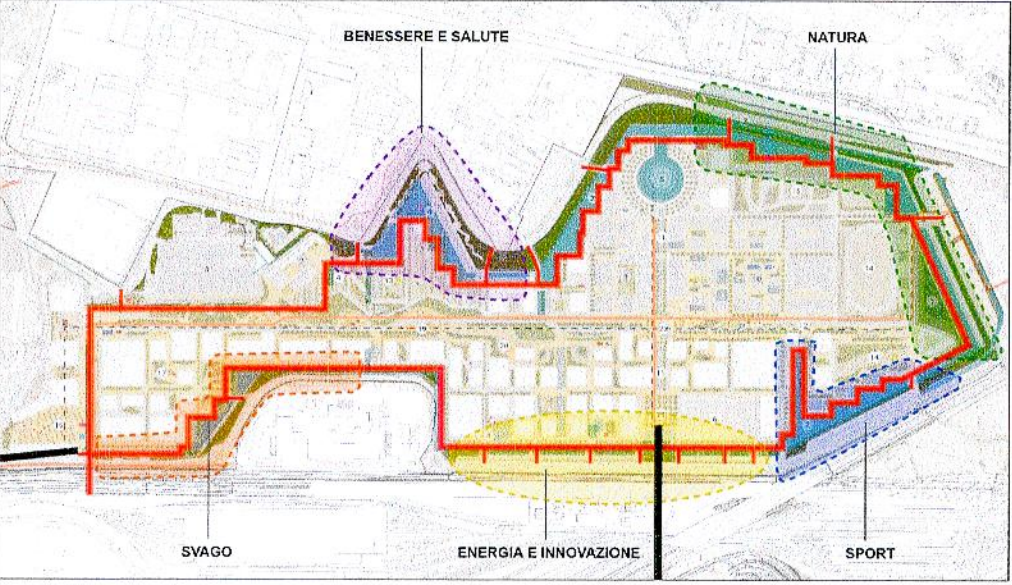 BENESSERE E SALUTE
NATURA
SVAGO
ENERGIA E INNOVAZIONE
SPORT